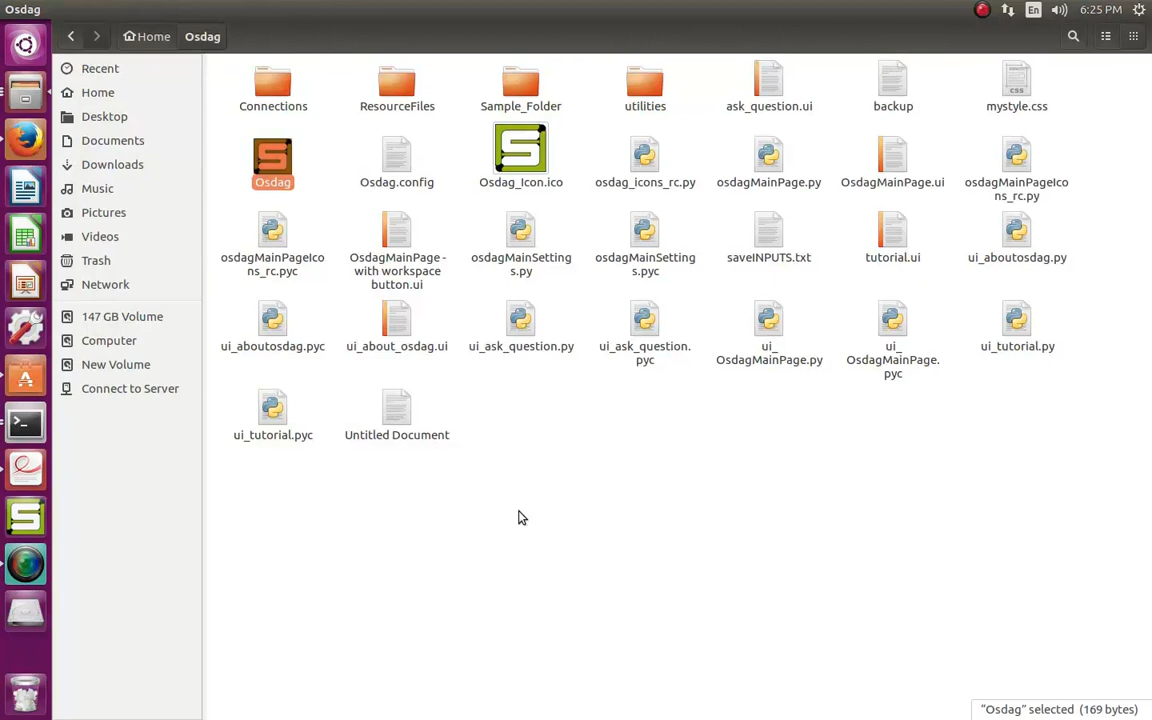 Osdag
En
6:25 PM
Home
Osdag
Recent
Home
Desktop
Documents
Downloads
Music
Pictures
Videos
Trash
Network
147 GB Volume
Computer
New Volume
Connect to Server
Connections
ResourceFiles
Sample_Folder
utilities
ask_question.ui
backup
css
mystyle.css
Osdag
Osdag.config
Osdag_Icon.ico
osdag_icons_rc.py
osdagMainPage.py
OsdagMainPage.ui
osdagMainPageIco
ns_rc.py
osdagMainPageIco
ns_rc.pyc
OsdagMainPage -
with workspace
button.ui
osdagMainSetting
s.py
osdagMainSetting
s.pyc
saveINPUTS.txt
tutorial.ui
ui_aboutosdag.py
ui_aboutosdag.pyc
ui_about_osdag.ui
ui_ask_question.py
ui_ask_question.
pyc
ui_
OsdagMainPage.py
ui_
OsdagMainPage.
pyc
ui_tutorial.py
ui_tutorial.pyc
Untitled Document
"Osdag" selected (169 bytes)